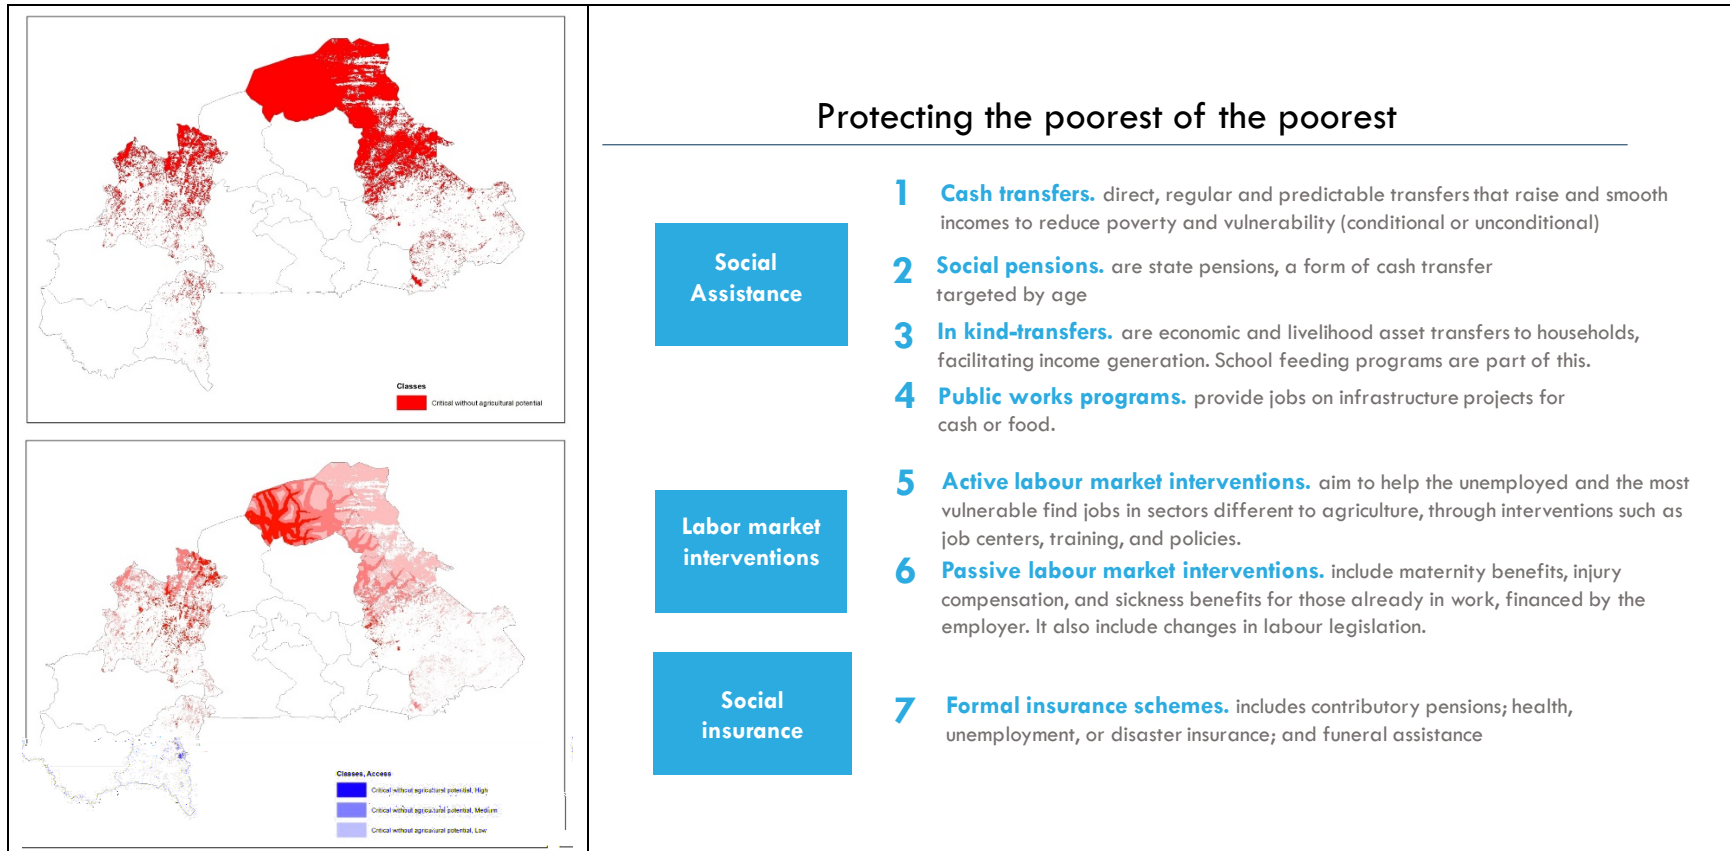 Classes
Critical without agricultural potential
Classes, Access
Critical without agricultural potential, High
Critical without agricultural potential, Medium
Critical without agricultural potential, Low
Protecting the poorest of the poorest
Social
Assistance
1 Cash transfers. direct, regular and predictable transfers that raise and smooth
incomes to reduce poverty and vulnerability (conditional or unconditional)
2 Social pensions. are state pensions, a form of cash transfer
targeted by age
3 In kind-transfers. are economic and livelihood asset transfers to households,
facilitating income generation. School feeding programs are part of this.
4 Public works programs. provide jobs on infrastructure projects for
cash or food.
Labor market
interventions
5 Active labour market interventions. aim to help the unemployed and the most
vulnerable find jobs in sectors different to agriculture, through interventions such as
job centers, training, and policies.
6 Passive labour market interventions. include maternity benefits, injury
compensation, and sickness benefits for those already in work, financed by the
employer. It also include changes in labour legislation.
Social
insurance
7 Formal insurance schemes. includes contributory pensions; health,
unemployment, or disaster insurance; and funeral assistance